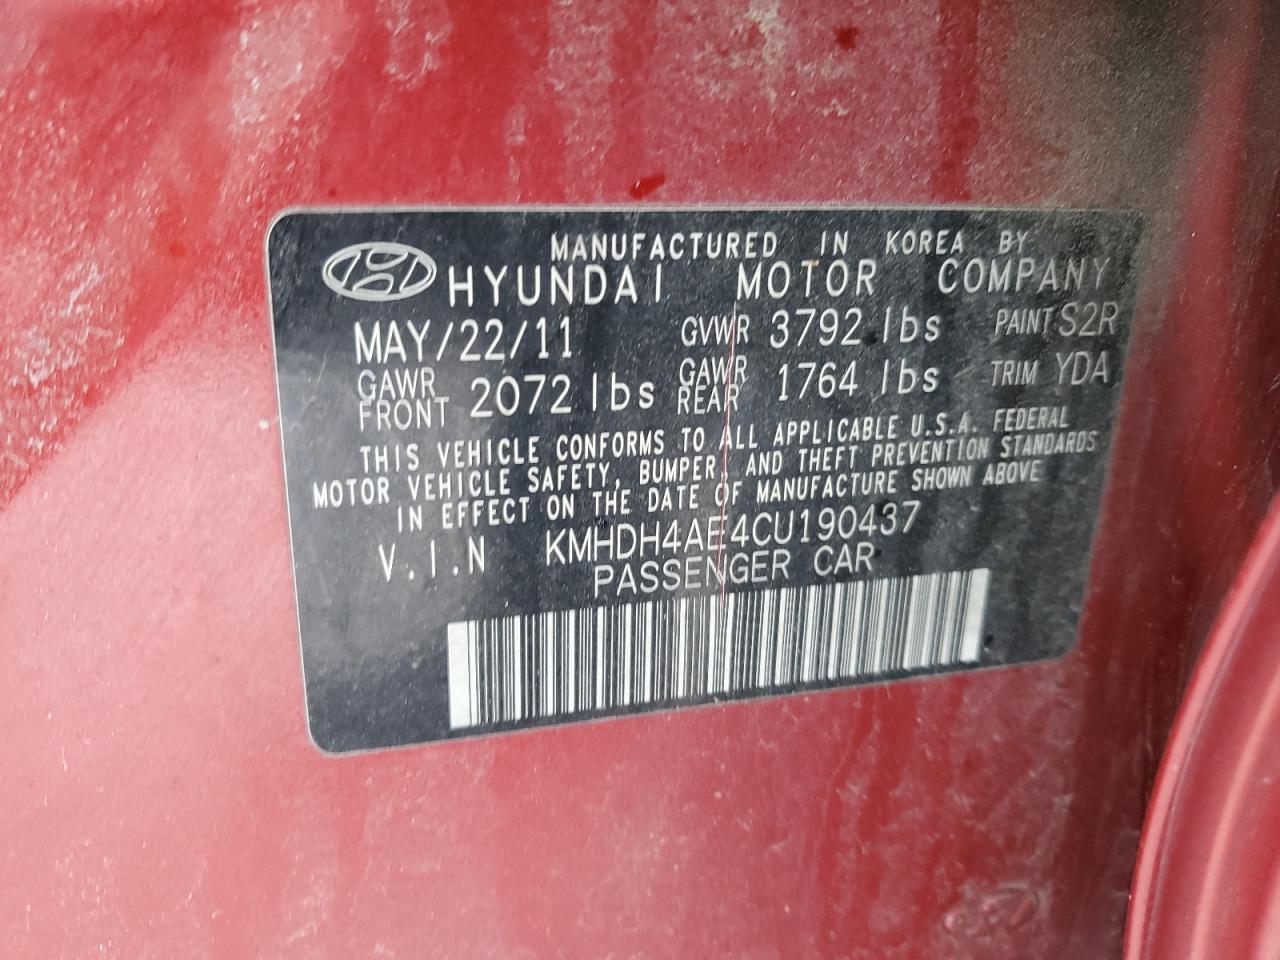 MANUFACTURED IN KOREA BY
HYUNDAI MOTOR COMPANY
MAY/22/11 GVWR 3792 lbs PAINT S2R
GAWR FRONT 2072 lbs GAWR REAR 1764 lbs TRIM YDA
THIS VEHICLE CONFORMS TO ALL APPLICABLE U.S.A. FEDERAL
MOTOR VEHICLE SAFETY, BUMPER, AND THEFT PREVENTION STANDARDS
IN EFFECT ON THE DATE OF MANUFACTURE SHOWN ABOVE
V.I.N KMHDH4AE4CU190437
PASSENGER CAR